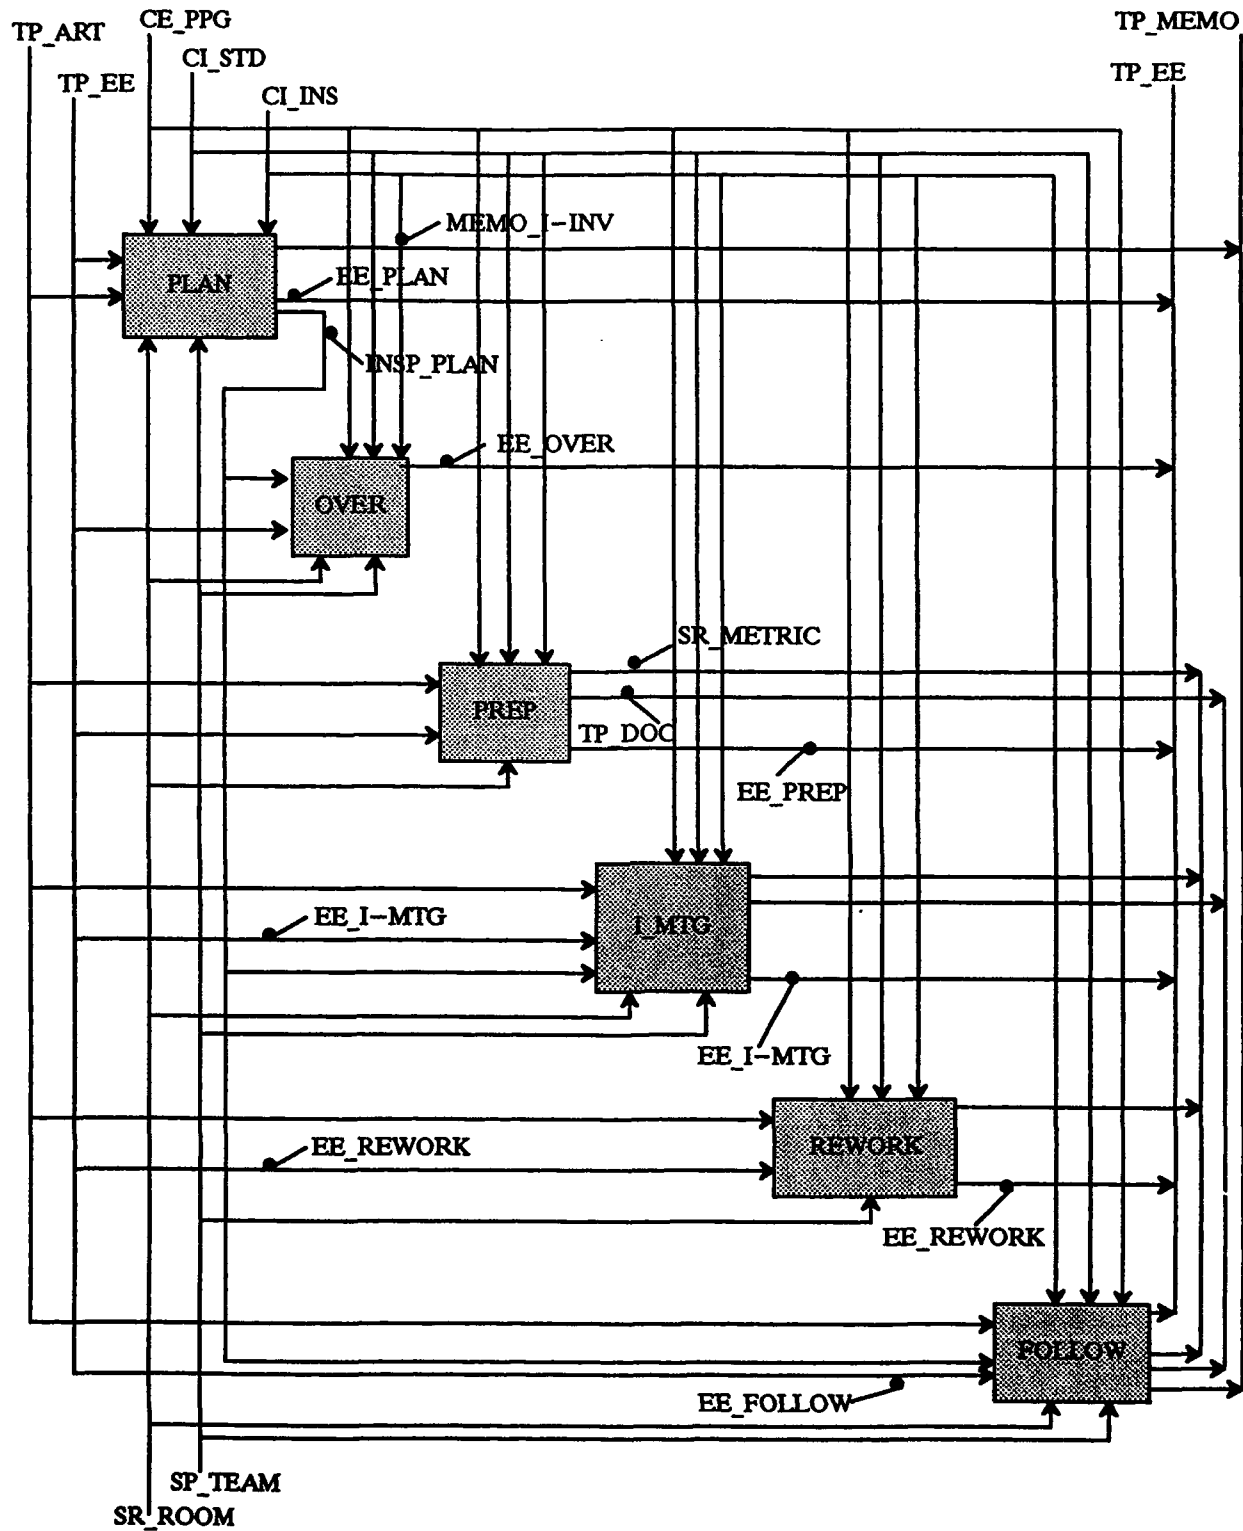 TP_ART
CE_PPG
TP_MEMO
CI_STD
TP_EE
TP_EE
CI_INS
MEMO_I-INV
PLAN
EE_PLAN
INSP_PLAN
EE_OVER
OVER
SR_METRIC
PREP
TP_DOC
EE_PREP
EE_I-MTG
I_MTG
EE_I-MTG
EE_REWORK
REWORK
EE_REWORK
FOLLOW
EE_FOLLOW
SP_TEAM
SR_ROOM